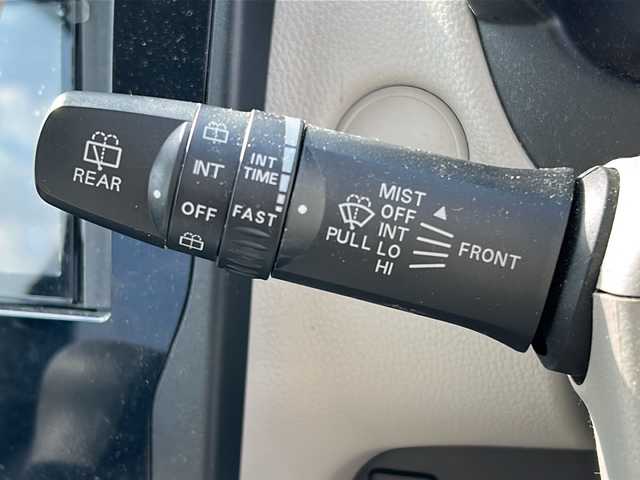 REAR
INT
OFF
INT
TIME
FAST
MIST
OFF
INT
PULL LO
HI
FRONT